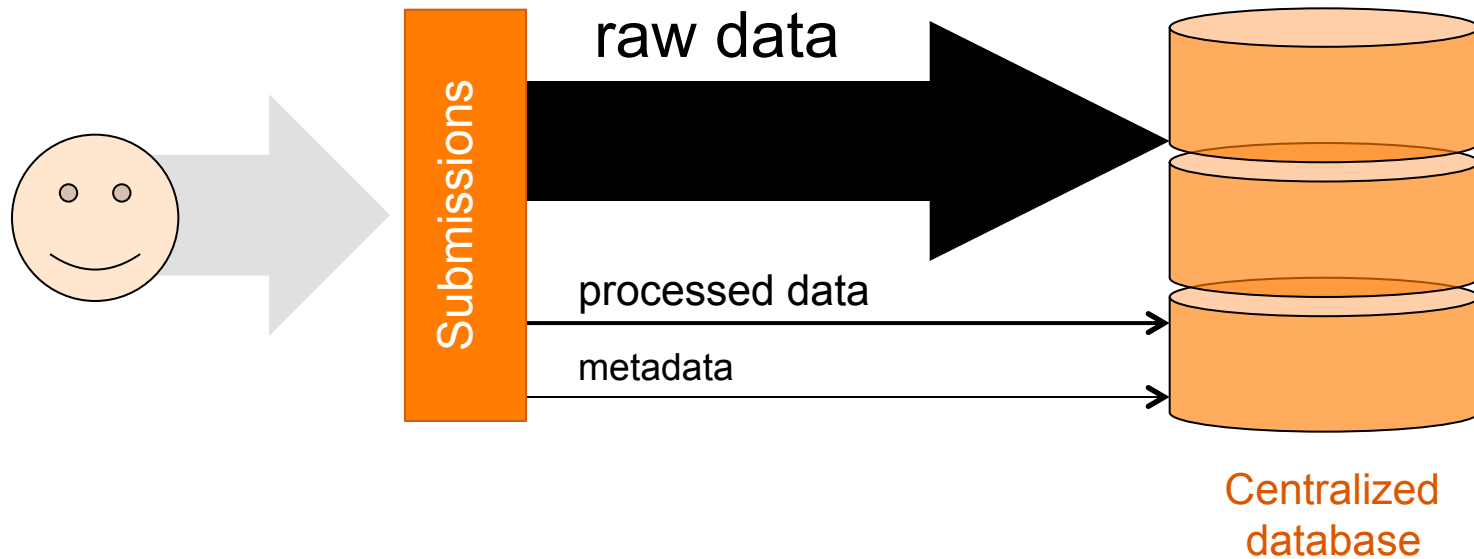 raw data
Submissions
processed data
metadata
Centralized
database